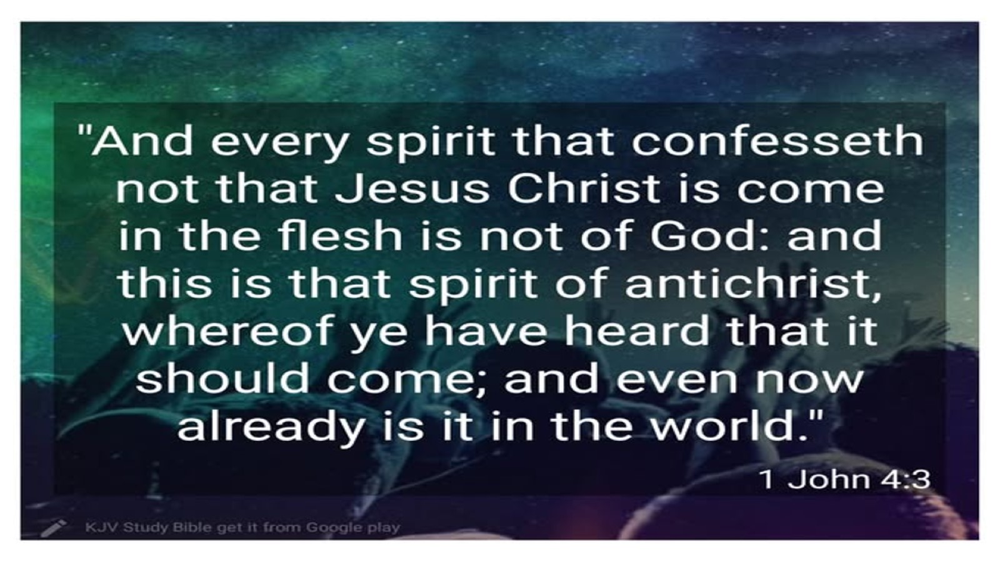 "And every spirit that confesseth
not that Jesus Christ is come
in the flesh is not of God: and
this is that spirit of antichrist,
whereof ye have heard that it
should come; and even now
already is it in the world."
1 John 4:3
KJV Study Bible get it from Google play